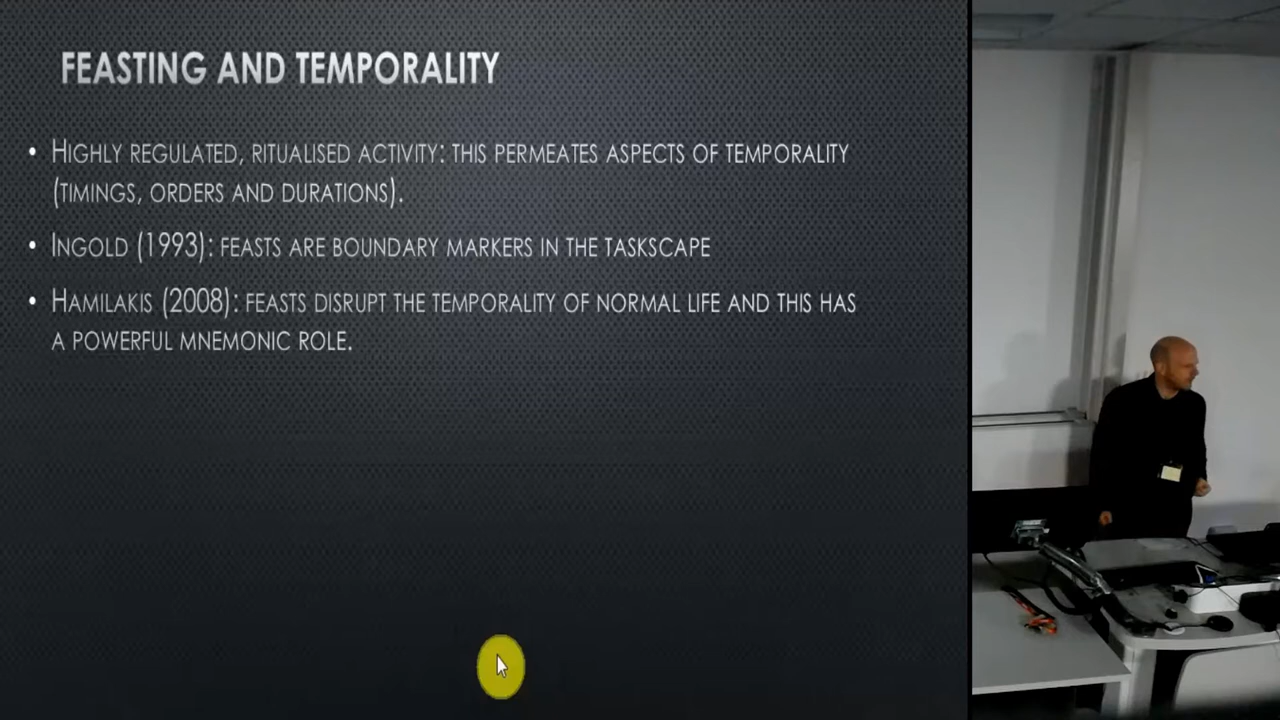 FEASTING AND TEMPORALITY
• HIGHLY REGULATED, RITUALISED ACTIVITY: THIS PERMEATES ASPECTS OF TEMPORALITY
(TIMINGS, ORDERS AND DURATIONS).
• INGOLD (1993): FEASTS ARE BOUNDARY MARKERS IN THE TASKSCAPE
• HAMILAKIS (2008): FEASTS DISRUPT THE TEMPORALITY OF NORMAL LIFE AND THIS HAS
A POWERFUL MNEMONIC ROLE.